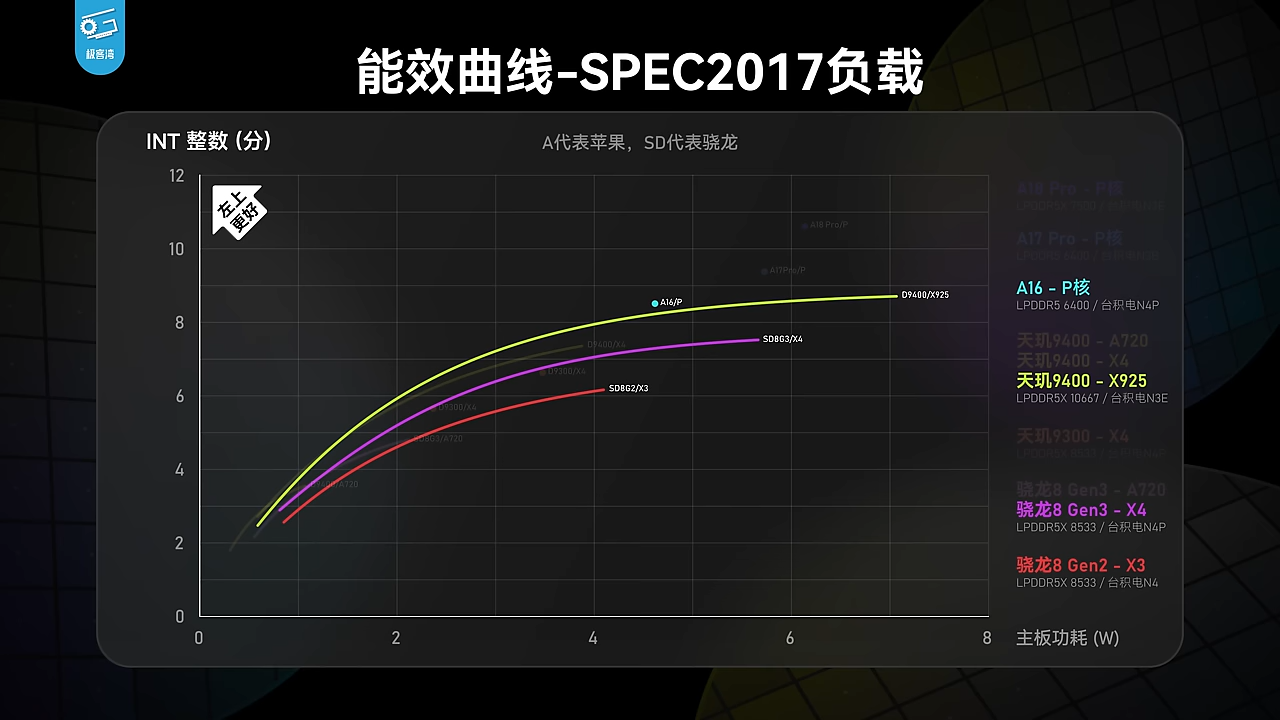 极客湾
能效曲线-SPEC2017负载
INT 整数 (分)
A代表苹果，SD代表骁龙
左上
更好
12
10
8
6
4
2
0
0
2
4
6
8
主板功耗 (W)
A18 Pro/P
A17Pro/P
A16/P
D9400/X925
SD8G3/X4
D9400/X4
D9300/X4
SD8G2/X3
D9300/X4
SD8G3/A720
D9400/A720
A18 Pro - P核
A17 Pro - P核
A16 - P核
LPDDR5 6400 / 台积电N4P
天玑9400 - A720
天玑9400 - X4
天玑9400 - X925
LPDDR5X 10667 / 台积电N3E
天玑9300 - X4
LPDDR5X 8533 / 台积电N4P
骁龙8 Gen3 - A720
骁龙8 Gen3 - X4
LPDDR5X 8533 / 台积电N4P
骁龙8 Gen2 - X3
LPDDR5X 8533 / 台积电N4